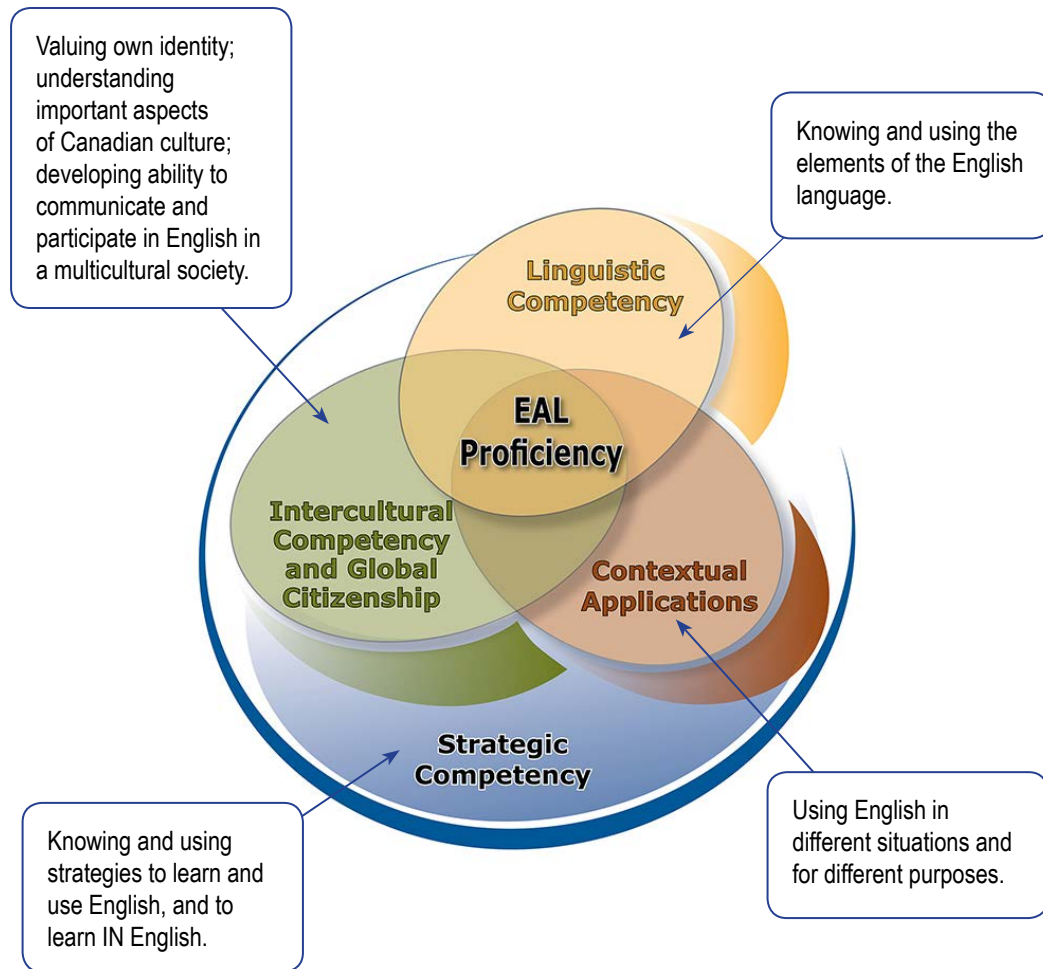 Valuing own identity;
understanding
important aspects
of Canadian culture;
developing ability to
communicate and
participate in English in
a multicultural society.
Knowing and using the
elements of the English
language.
Linguistic
Competency
EAL
Proficiency
Intercultural
Competency
and Global
Citizenship
Contextual
Applications
Strategic
Competency
Knowing and using
strategies to learn and
use English, and to
learn IN English.
Using English in
different situations and
for different purposes.